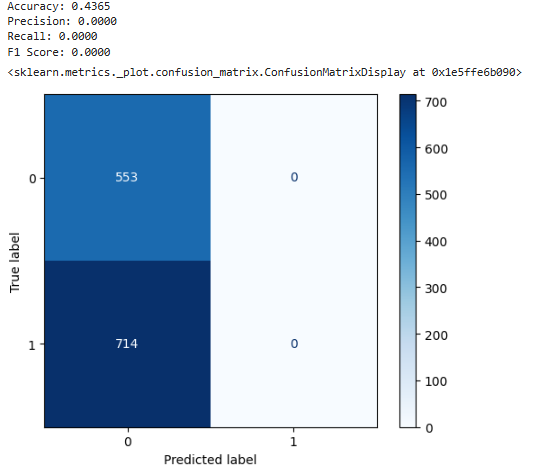 Accuracy: 0.4365
Precision: 0.0000
Recall: 0.0000
F1 Score: 0.0000
<sklearn.metrics._plot.confusion_matrix.ConfusionMatrixDisplay at 0x1e5ffe6b090>
700
600
0 553 0
500
400
True label
300
1 714 0
200
100
0
0 1
Predicted label